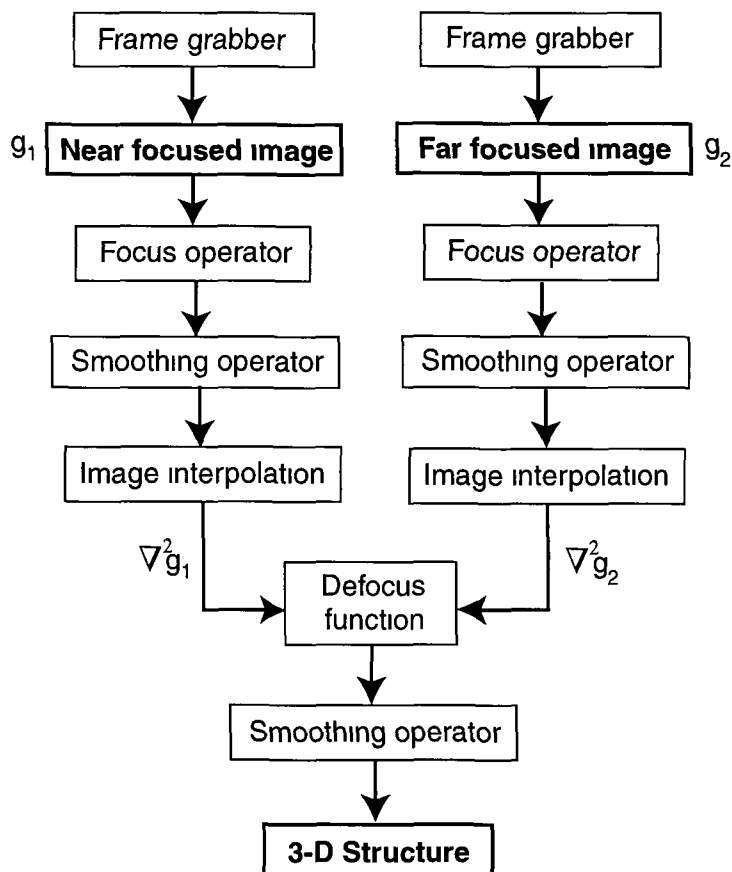 Frame grabber
Frame grabber
g₁
Near focused image
Far focused image
g₂
Focus operator
Focus operator
Smoothing operator
Smoothing operator
Image interpolation
Image interpolation
∇²g₁
∇²g₂
Defocus
function
Smoothing operator
3-D Structure